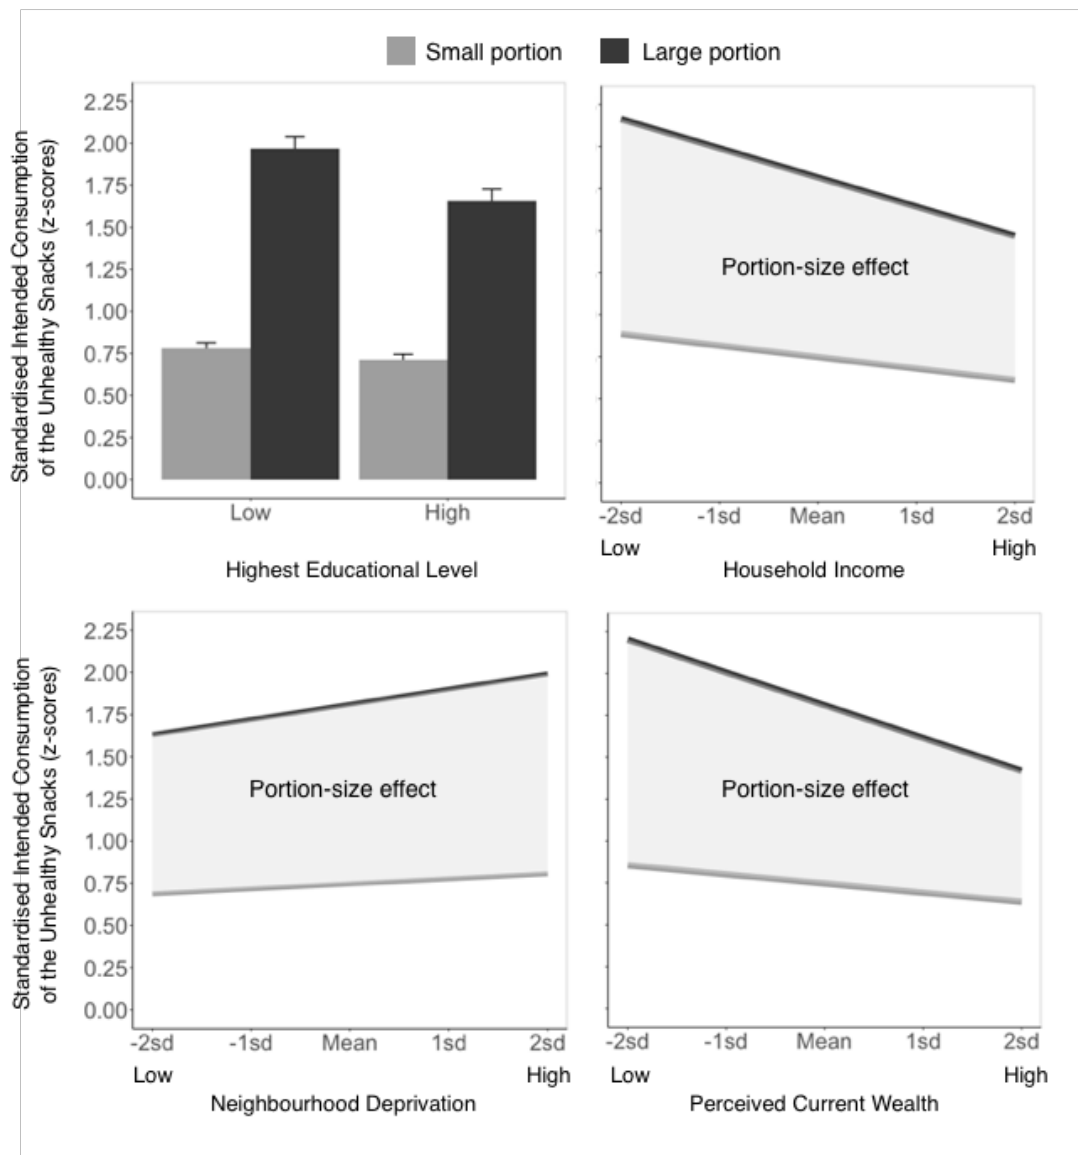 Small portion
Large portion
Standardised Intended Consumption
of the Unhealthy Snacks (z-scores)
2.25
2.00
1.75
1.50
1.25
1.00
0.75
0.50
0.25
0.00
Low
High
Highest Educational Level
Portion-size effect
-2sd
-1sd
Mean
1sd
2sd
Low
High
Household Income
Standardised Intended Consumption
of the Unhealthy Snacks (z-scores)
2.25
2.00
1.75
1.50
1.25
1.00
0.75
0.50
0.25
0.00
Portion-size effect
-2sd
-1sd
Mean
1sd
2sd
Low
High
Neighbourhood Deprivation
Portion-size effect
-2sd
-1sd
Mean
1sd
2sd
Low
High
Perceived Current Wealth